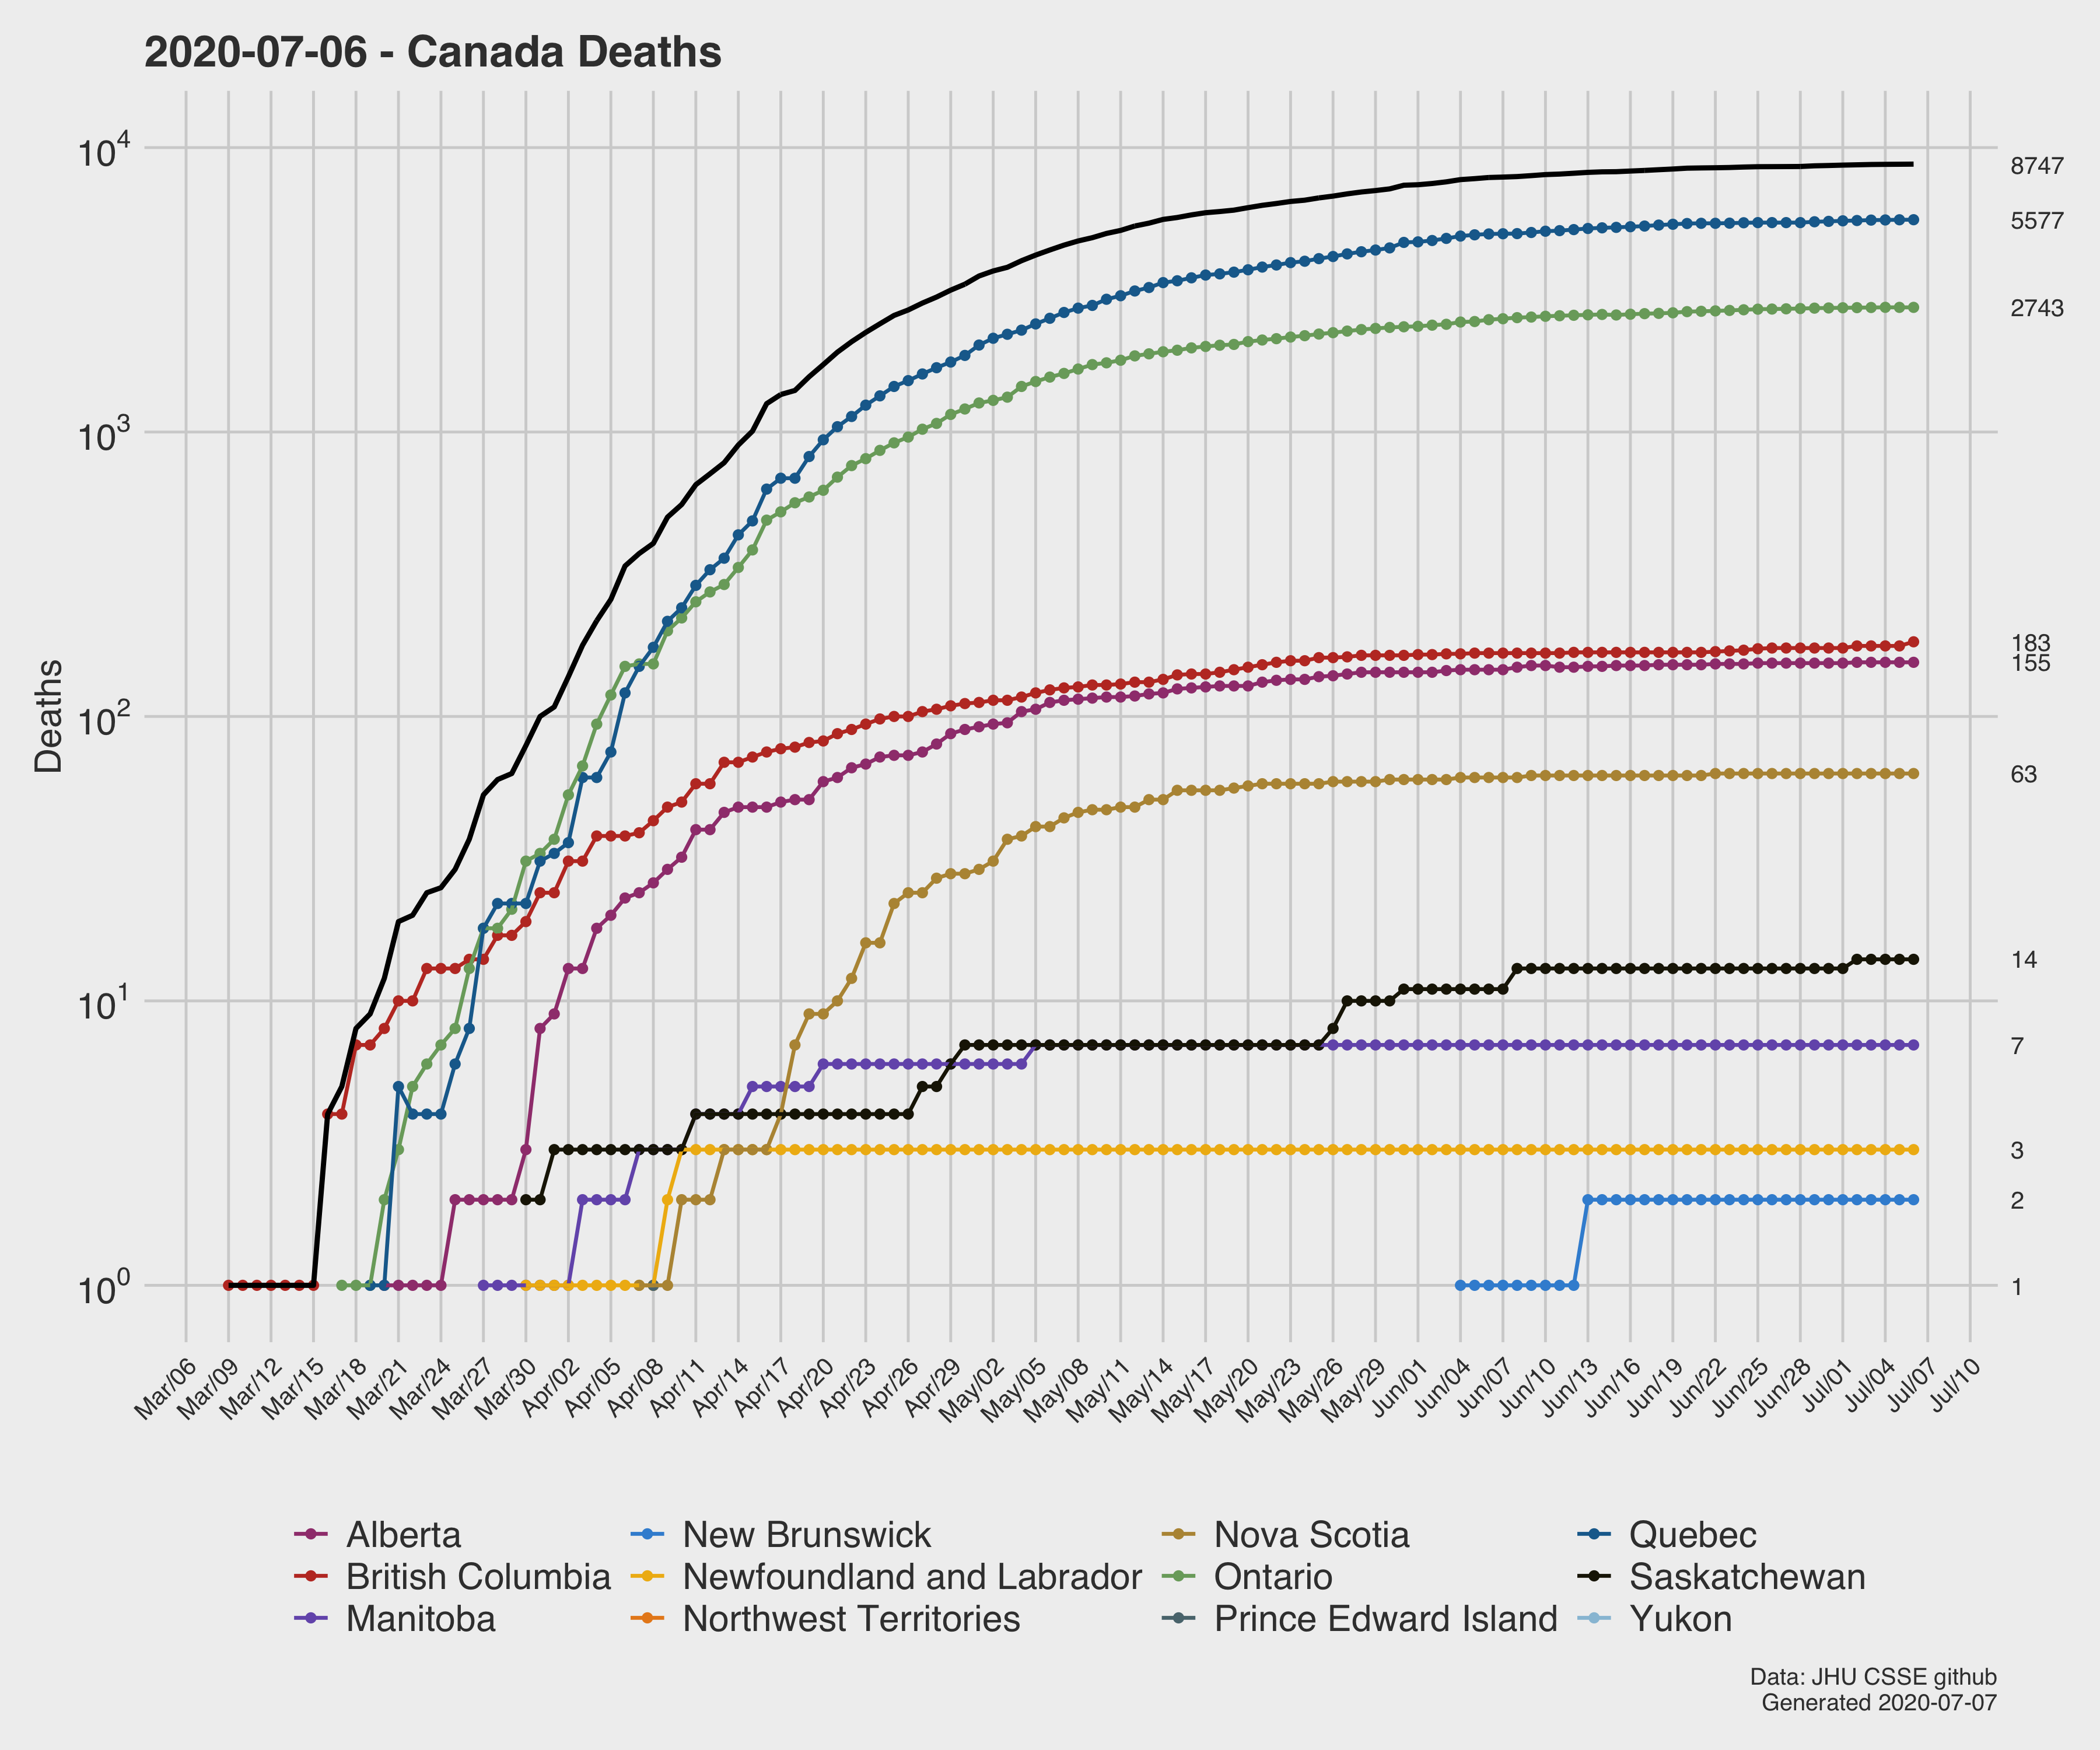 2020-07-06 - Canada Deaths
10^4
10^3
10^2
10^1
10^0
Deaths
8747
5577
2743
183
155
63
14
7
3
2
1
Mar/06 Mar/09 Mar/12 Mar/15 Mar/18 Mar/21 Mar/24 Mar/27 Mar/30 Apr/02 Apr/05 Apr/08 Apr/11 Apr/14 Apr/17 Apr/20 Apr/23 Apr/26 Apr/29 May/02 May/05 May/08 May/11 May/14 May/17 May/20 May/23 May/26 May/29 Jun/01 Jun/04 Jun/07 Jun/10 Jun/13 Jun/16 Jun/19 Jun/22 Jun/25 Jun/28 Jul/01 Jul/04 Jul/07 Jul/10
Alberta New Brunswick Nova Scotia Quebec
British Columbia Newfoundland and Labrador Ontario Saskatchewan
Manitoba Northwest Territories Prince Edward Island Yukon
Data: JHU CSSE github
Generated 2020-07-07